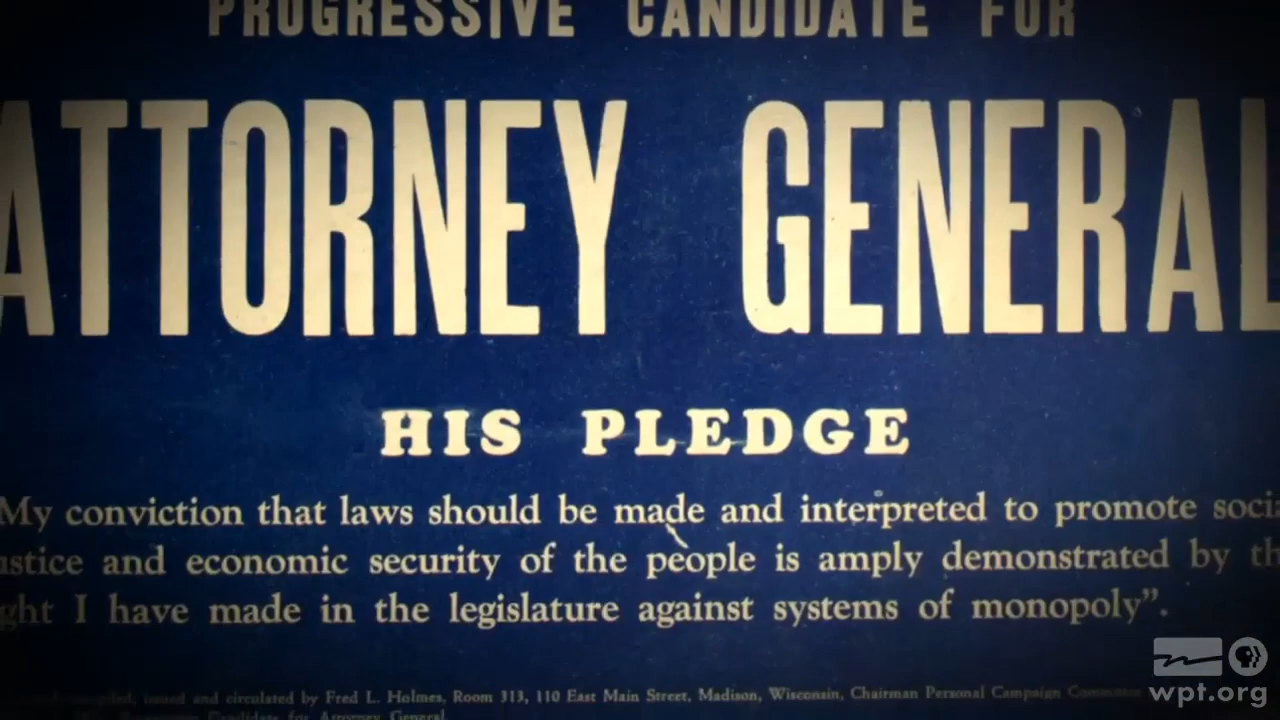 PROGRESSIVE CANDIDATE FOR
ATTORNEY GENERAL
HIS PLEDGE
My conviction that laws should be made and interpreted to promote soci
ustice and economic security of the people is amply demonstrated by th
ght I have made in the legislature against systems of monopoly”.
issued and circulated by Fred L. Holmes, Room 313, 110 East Main Street, Madison, Wisconsin, Chairman Personal Campaign Committee
Candidate for Attorney General
wpt.org